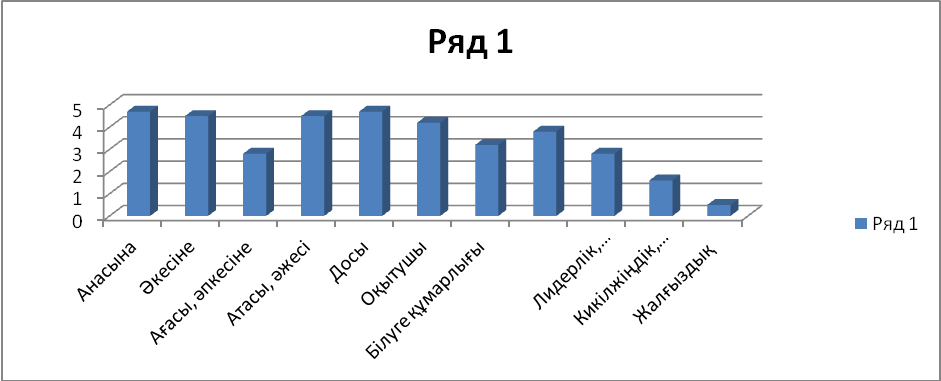 Ряд 1
5
4
3
2
1
0
Анасына
Әкесіне
Ағасы, әпкесіне
Атасы, әжесі
Досы
Оқытушы
Білуге құмарлығы
Лидерлік,...
Кикілжіңдік,...
Жалғыздық
Ряд 1